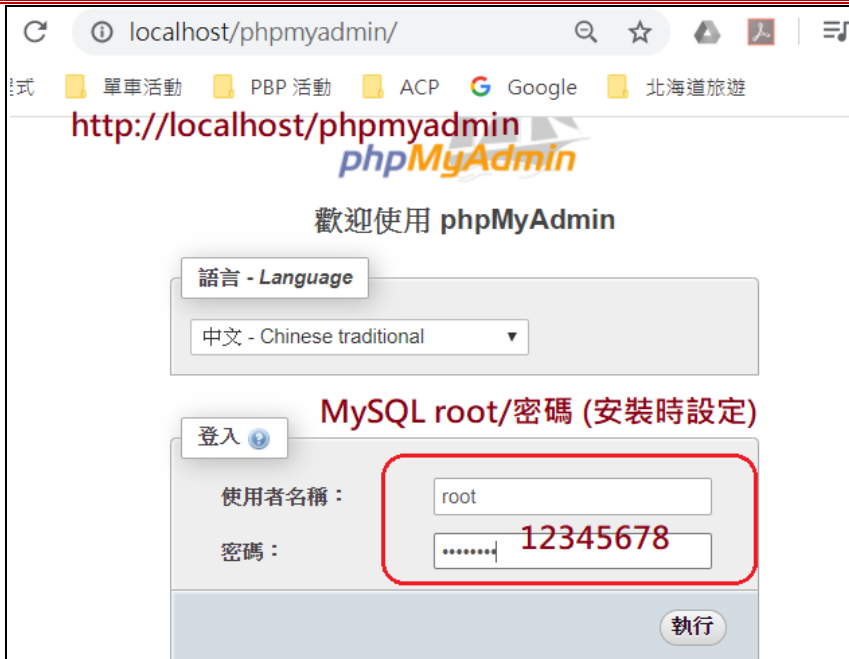 localhost/phpmyadmin/
程式 單車活動 PBP 活動 ACP Google 北海道旅遊
http://localhost/phpmyadmin
phpMyAdmin
歡迎使用 phpMyAdmin
語言 - Language
中文 - Chinese traditional
MySQL root/密碼 (安裝時設定)
登入
使用者名稱： root
密碼： •••••••• 12345678
執行